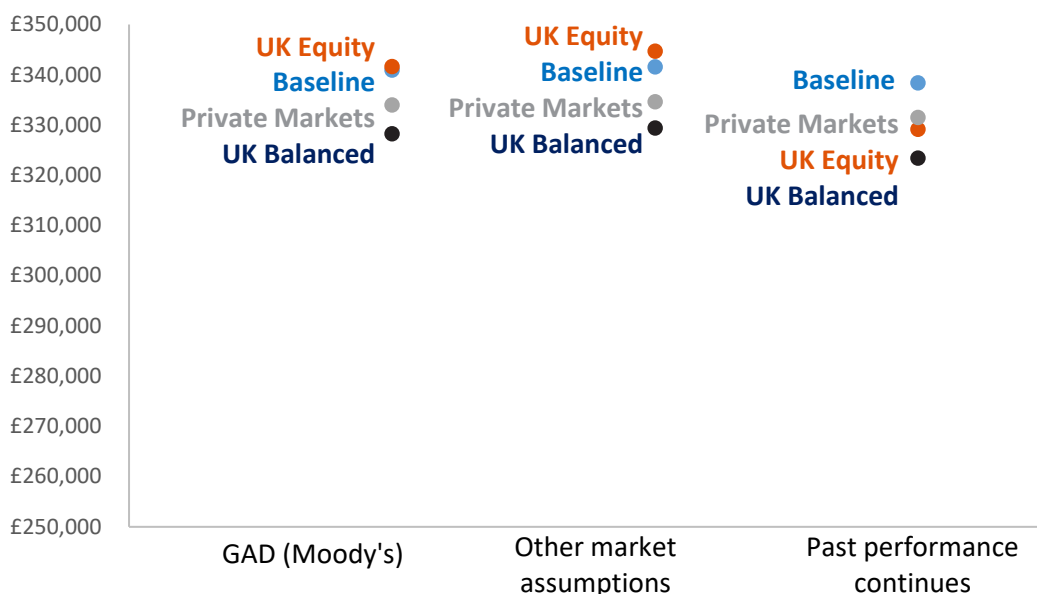 £350,000
£340,000
£330,000
£320,000
£310,000
£300,000
£290,000
£280,000
£270,000
£260,000
£250,000
UK Equity
Baseline
Private Markets
UK Balanced
UK Equity
Baseline
Private Markets
UK Balanced
Baseline
Private Markets
UK Equity
UK Balanced
GAD (Moody's)
Other market
assumptions
Past performance
continues